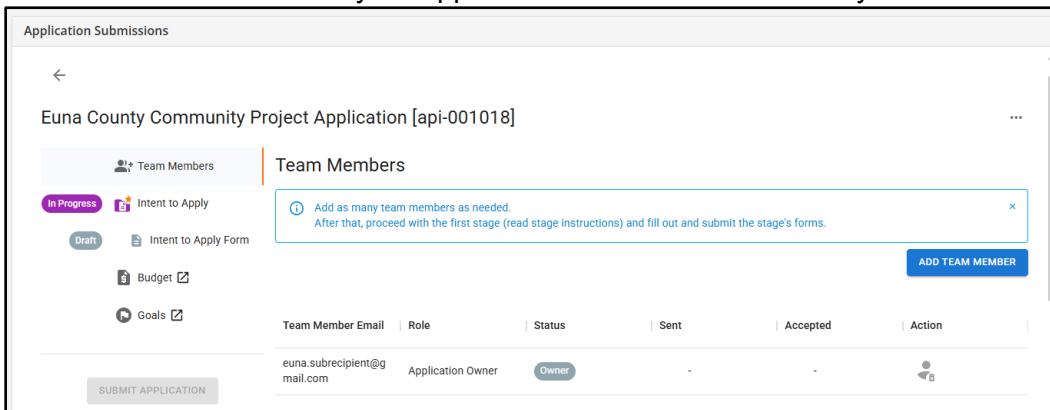 Application Submissions
Euna County Community Project Application [api-001018]
Team Members
In Progress
Intent to Apply
Draft
Intent to Apply Form
Budget
Goals
SUBMIT APPLICATION
Team Members
Add as many team members as needed.
After that, proceed with the first stage (read stage instructions) and fill out and submit the stage's forms.
ADD TEAM MEMBER
Team Member Email Role Status Sent Accepted Action
euna.subrecipient@g
mail.com
Application Owner Owner - -